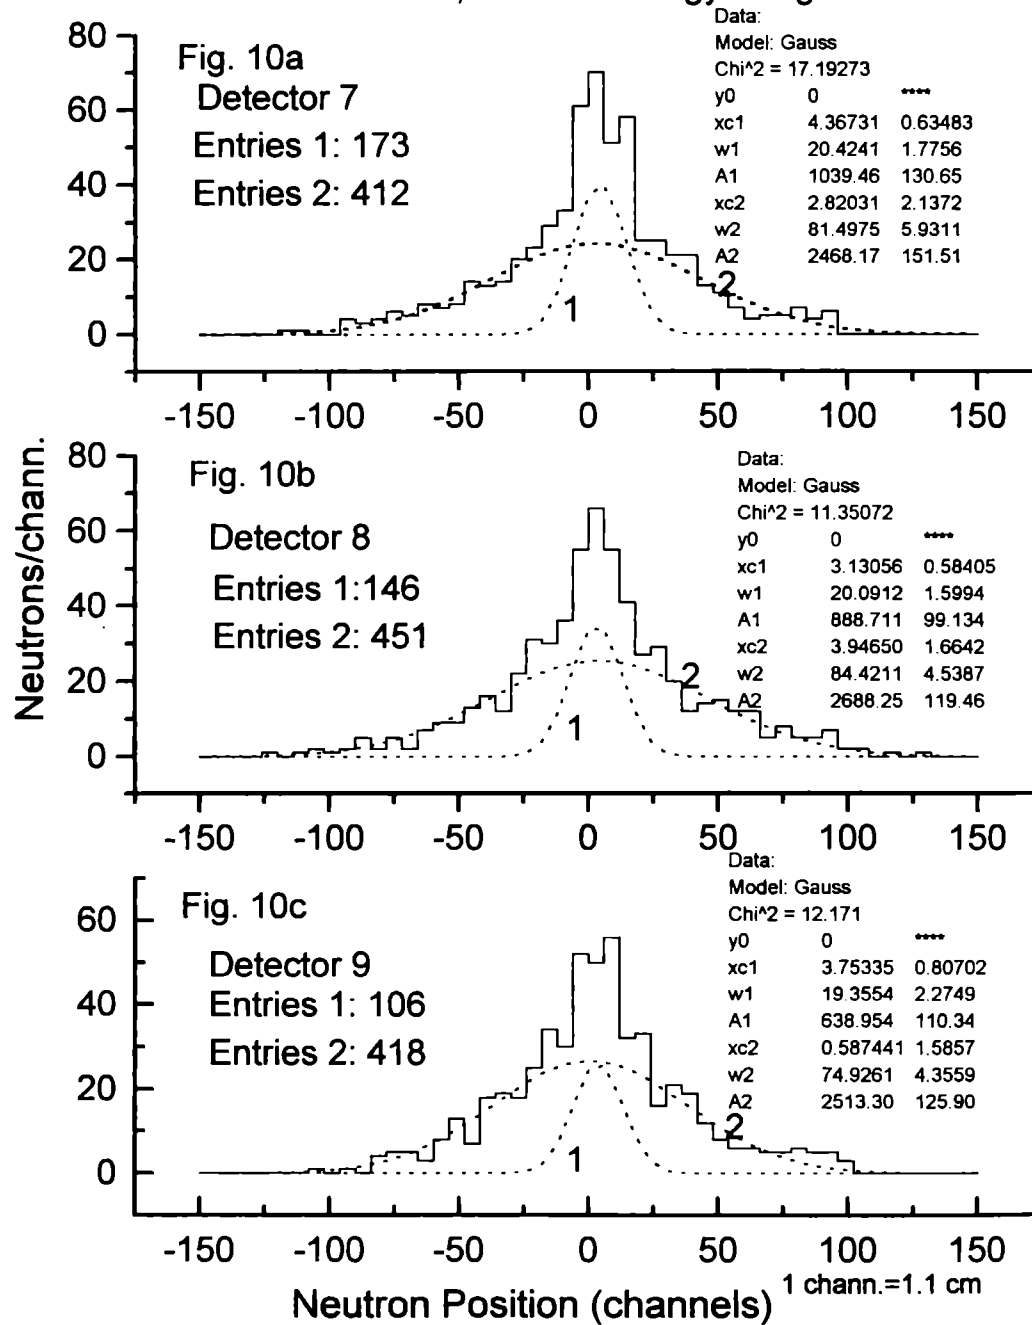 Data:
Model: Gauss
Chi^2 = 17.19273
y0 0 ****
xc1 4.36731 0.63483
w1 20.4241 1.7756
A1 1039.46 130.65
xc2 2.82031 2.1372
w2 81.4975 5.9311
A2 2468.17 151.51
Fig. 10a
Detector 7
Entries 1: 173
Entries 2: 412
80
60
40
20
0
1
2
-150 -100 -50 0 50 100 150
Neutrons/chann.
Data:
Model: Gauss
Chi^2 = 11.35072
y0 0 ****
xc1 3.13056 0.58405
w1 20.0912 1.5994
A1 888.711 99.134
xc2 3.94650 1.6642
w2 84.4211 4.5387
A2 2688.25 119.46
Fig. 10b
Detector 8
Entries 1:146
Entries 2: 451
80
60
40
20
0
1
2
-150 -100 -50 0 50 100 150
Data:
Model: Gauss
Chi^2 = 12.171
y0 0 ****
xc1 3.75335 0.80702
w1 19.3554 2.2749
A1 638.954 110.34
xc2 0.587441 1.5857
w2 74.9261 4.3559
A2 2513.30 125.90
Fig. 10c
Detector 9
Entries 1: 106
Entries 2: 418
60
40
20
0
1
2
-150 -100 -50 0 50 100 150
Neutron Position (channels)
1 chann.=1.1 cm